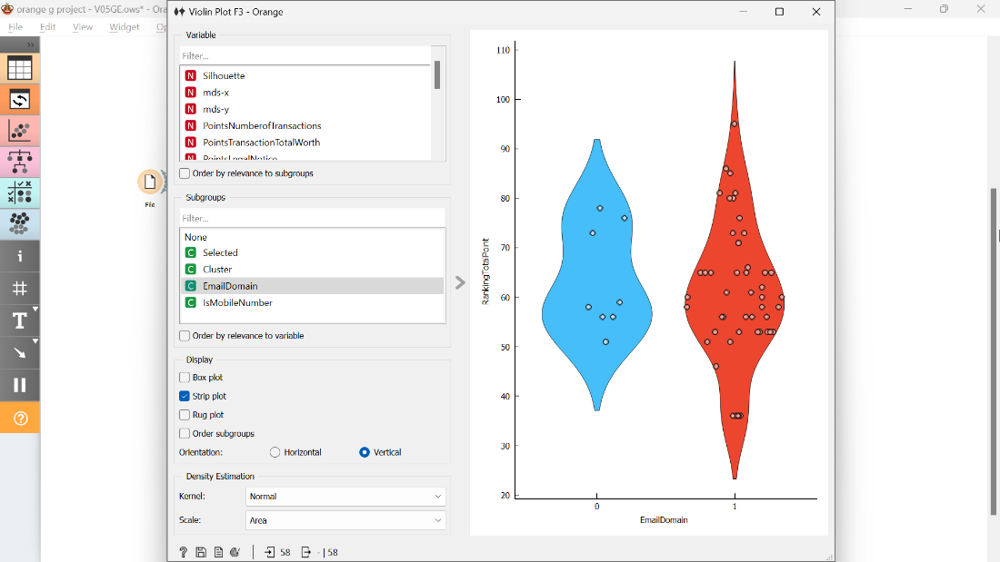 orange g project - V05GE.ows* - Ora
Violin Plot F3 - Orange
File Edit View Widget Op
Variable
Filter...
N Silhouette
N mds-x
N mds-y
N PointsNumberofTransactions
N PointsTransactionTotalWorth
N PointsLegalNotice
Order by relevance to subgroups
Subgroups
Filter...
None
C Selected
C Cluster
C EmailDomain
C IsMobileNumber
Order by relevance to variable
Display
Box plot
Strip plot
Rug plot
Order subgroups
Orientation: Horizontal Vertical
Density Estimation
Kernel: Normal
Scale: Area
? 58 - | 58
File
i
#
T
?
RankingTotalPoint
110
100
90
80
70
60
50
40
30
20
0 1
EmailDomain